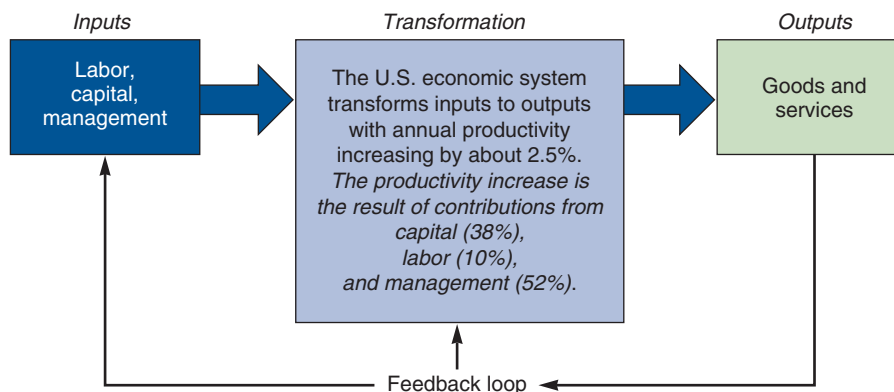 Inputs
Transformation
Outputs
Labor,
capital,
management
The U.S. economic system
transforms inputs to outputs
with annual productivity
increasing by about 2.5%.
The productivity increase is
the result of contributions from
capital (38%),
labor (10%),
and management (52%).
Goods and
services
Feedback loop